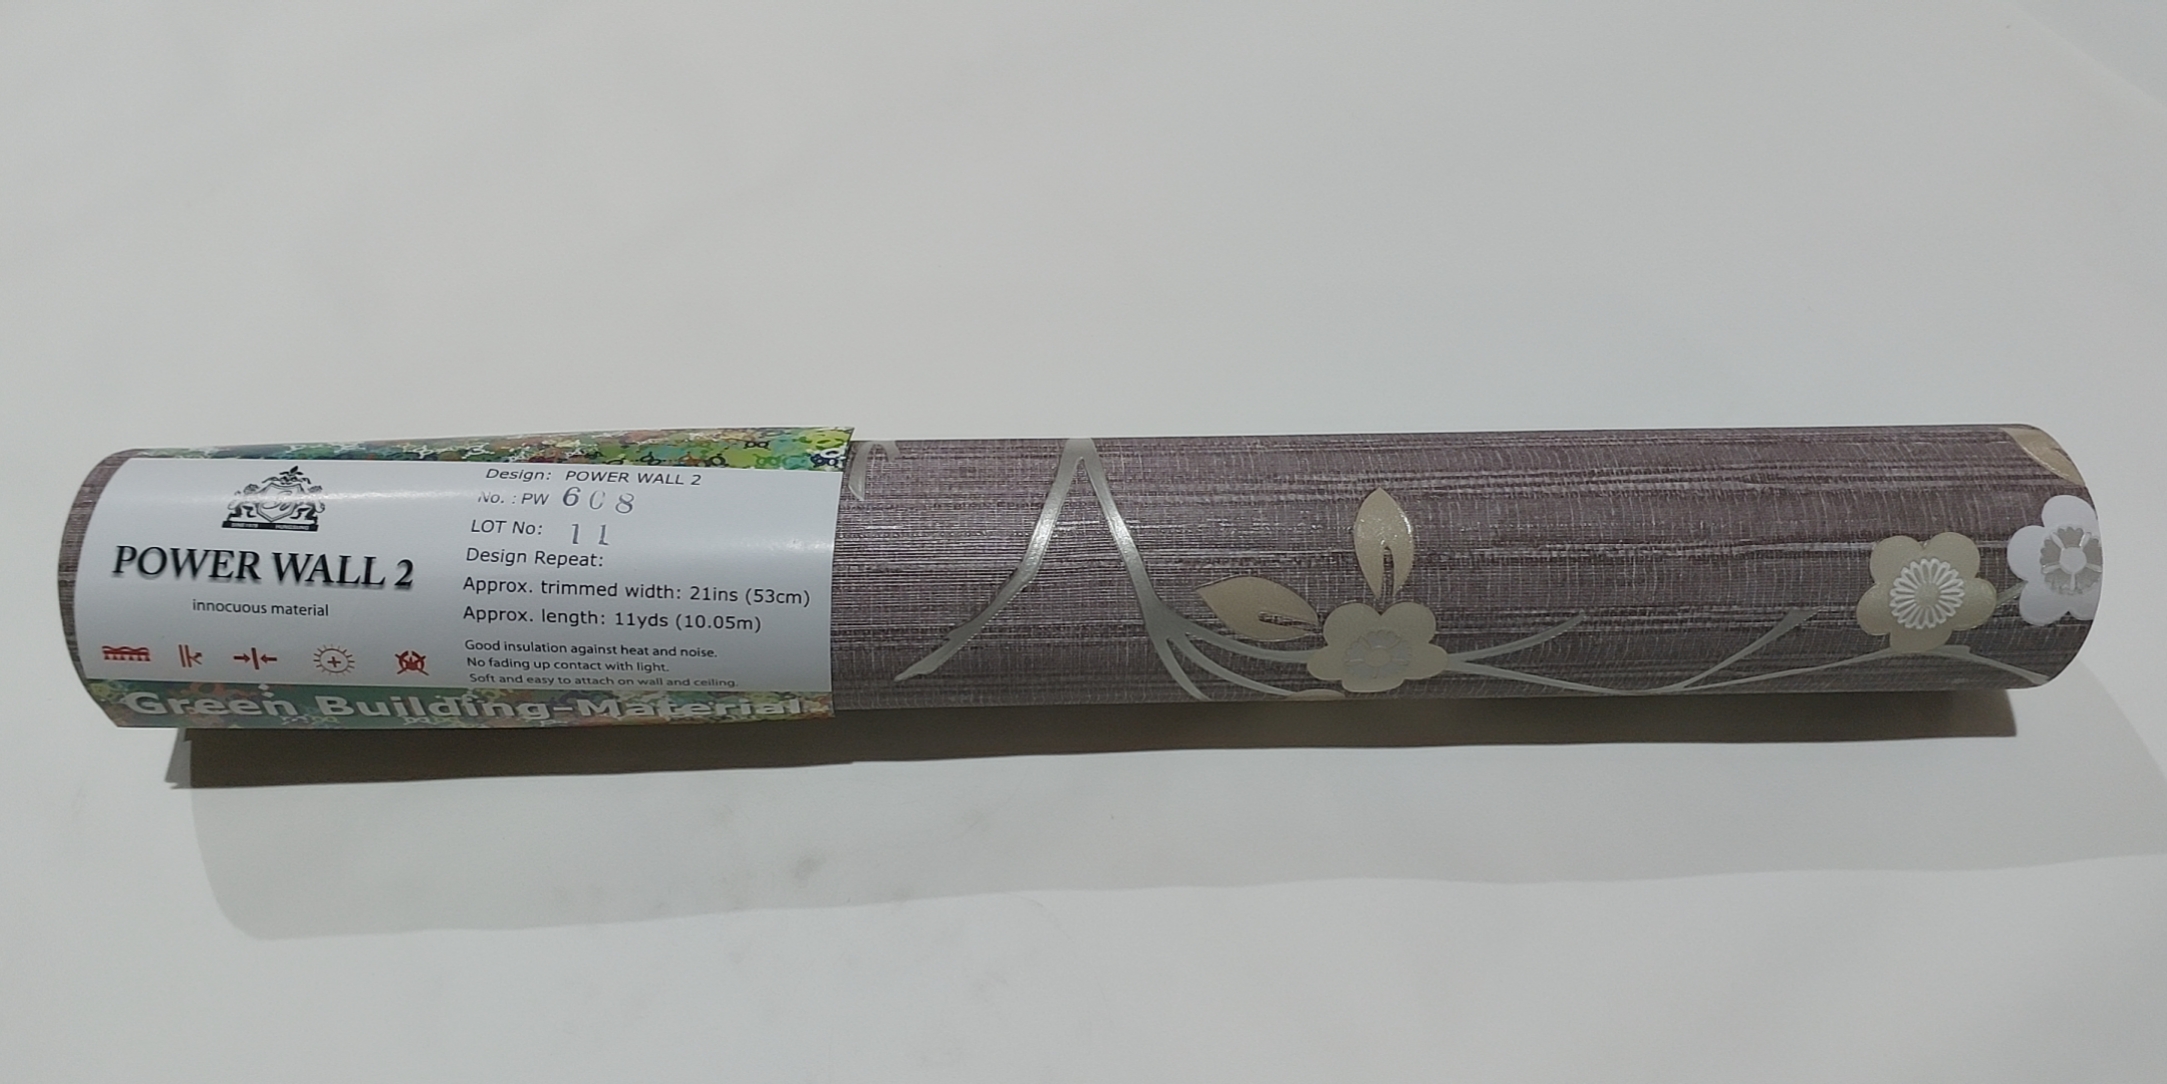 POWER WALL 2
innocuous material
Design: POWER WALL 2
No. : PW 608
LOT No: 11
Design Repeat:
Approx. trimmed width: 21ins (53cm)
Approx. length: 11yds (10.05m)
Good insulation against heat and noise.
No fading up contact with light.
Soft and easy to attach on wall and ceiling.
Green Building-Material